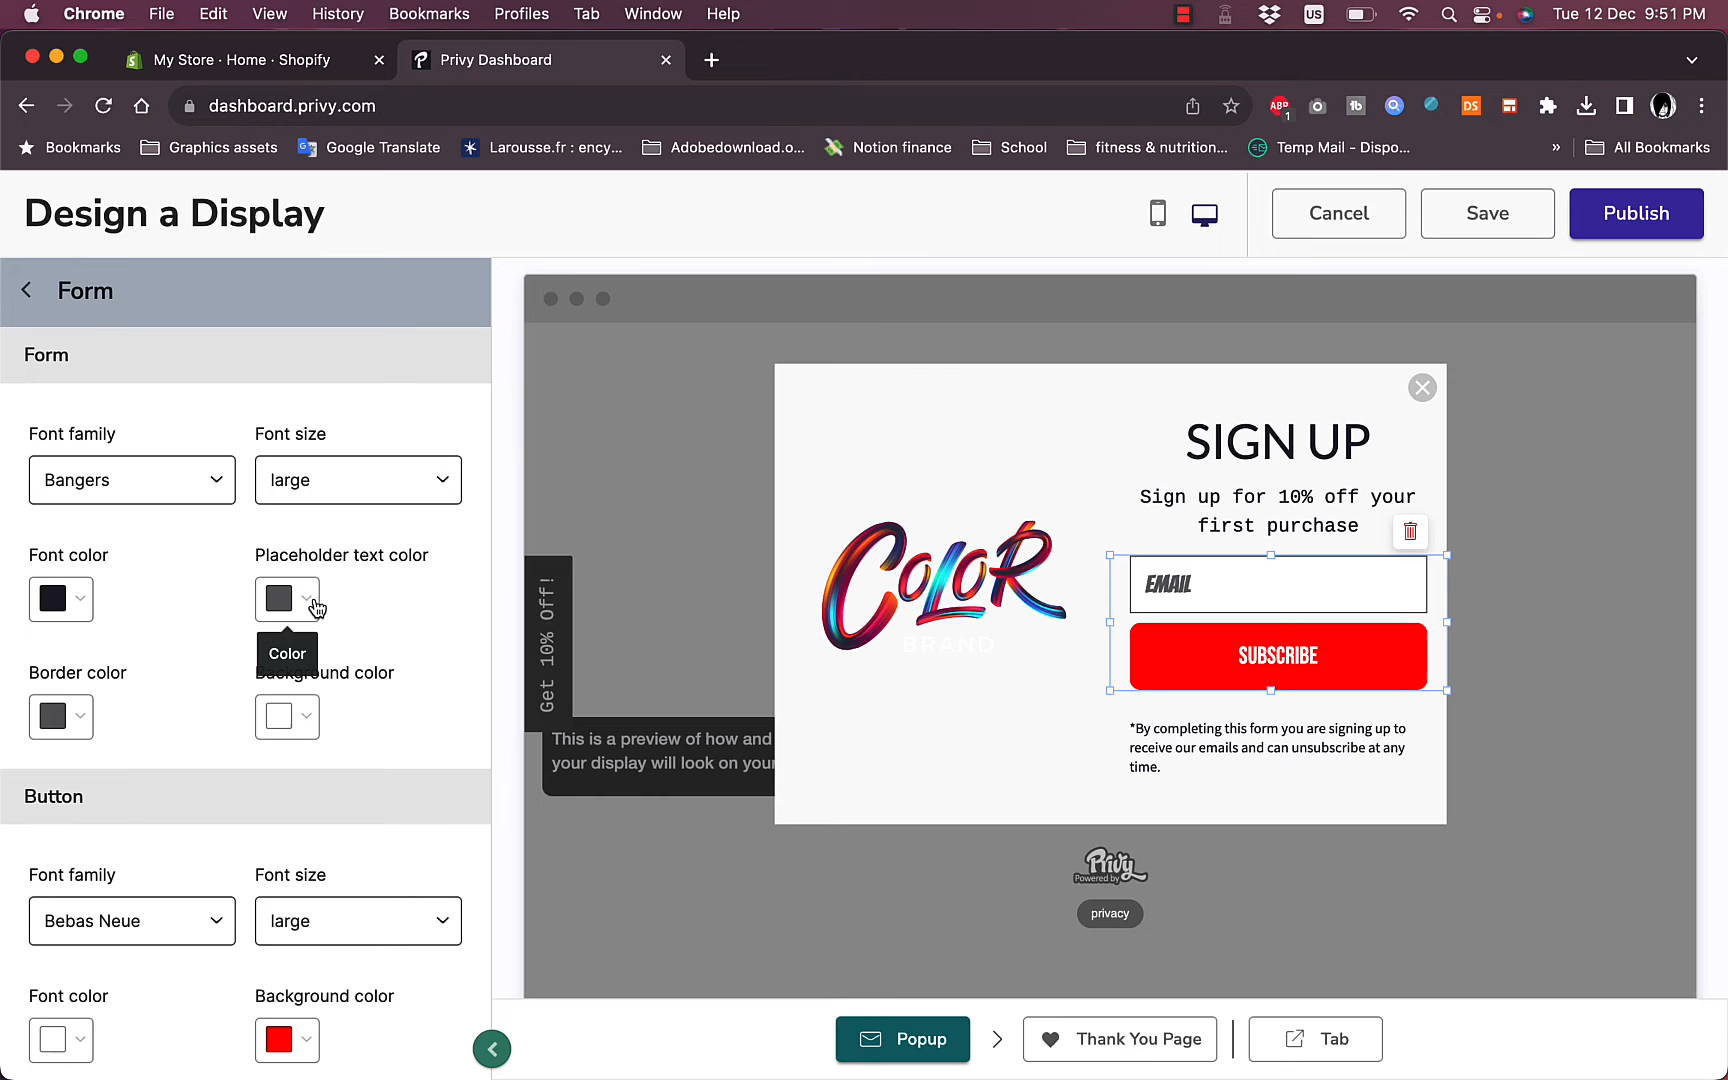 Chrome File Edit View History Bookmarks Profiles Tab Window Help US Tue 12 Dec 9:51 PM
My Store · Home · Shopify Privy Dashboard
dashboard.privy.com ABP 1 tb DS
Bookmarks Graphics assets Google Translate Larousse.fr : ency... Adobedownload.o... Notion finance School fitness & nutrition... Temp Mail - Dispo... » All Bookmarks
Design a Display
Cancel Save Publish
Form
Form
Font family Font size
Bangers large
Font color Placeholder text color
Color
Border color Background color
Button
Font family Font size
Bebas Neue large
Font color Background color
SIGN UP
Sign up for 10% off your
first purchase
COLOR
BRAND
EMAIL
SUBSCRIBE
*By completing this form you are signing up to
receive our emails and can unsubscribe at any
time.
Get 10% Off!
This is a preview of how and
your display will look on your
Privy
Powered by
privacy
Popup Thank You Page Tab